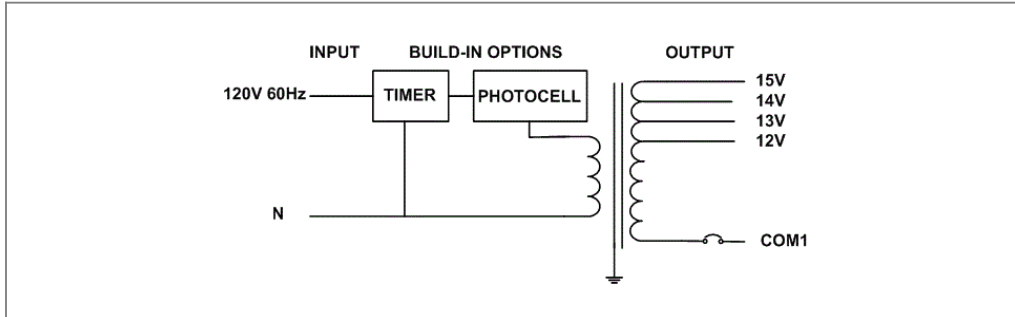 INPUT
BUILD-IN OPTIONS
OUTPUT
120V 60Hz
TIMER
PHOTOCELL
15V
14V
13V
12V
N
COM1